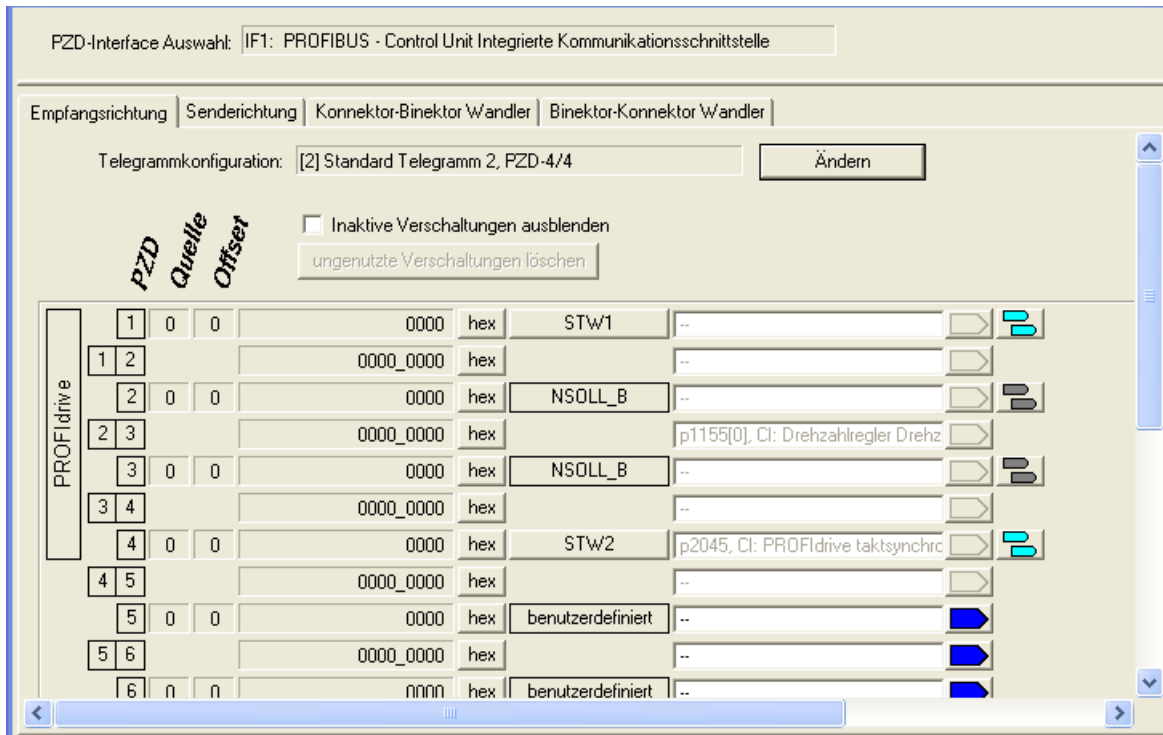 PZD-Interface Auswahl: IF1: PROFIBUS - Control Unit Integrierte Kommunikationsschnittstelle
Empfangsrichtung Senderichtung Konnektor-Binektor Wandler Binektor-Konnektor Wandler
Telegrammkonfiguration: [2] Standard Telegramm 2, PZD-4/4 Ändern
PZD Quelle Offset
Inaktive Verschaltungen ausblenden
ungenutzte Verschaltungen löschen
PROFIdrive
1 0 0 0000 hex STW1 --
1 2 0000_0000 hex --
2 0 0 0000 hex NSOLL_B --
2 3 0000_0000 hex p1155[0], CI: Drehzahlregler Drehz
3 0 0 0000 hex NSOLL_B --
3 4 0000_0000 hex --
4 0 0 0000 hex STW2 p2045, CI: PROFIdrive taktsynchro
4 5 0000_0000 hex --
5 0 0 0000 hex benutzerdefiniert --
5 6 0000_0000 hex --
6 0 0 0000 hex benutzerdefiniert --